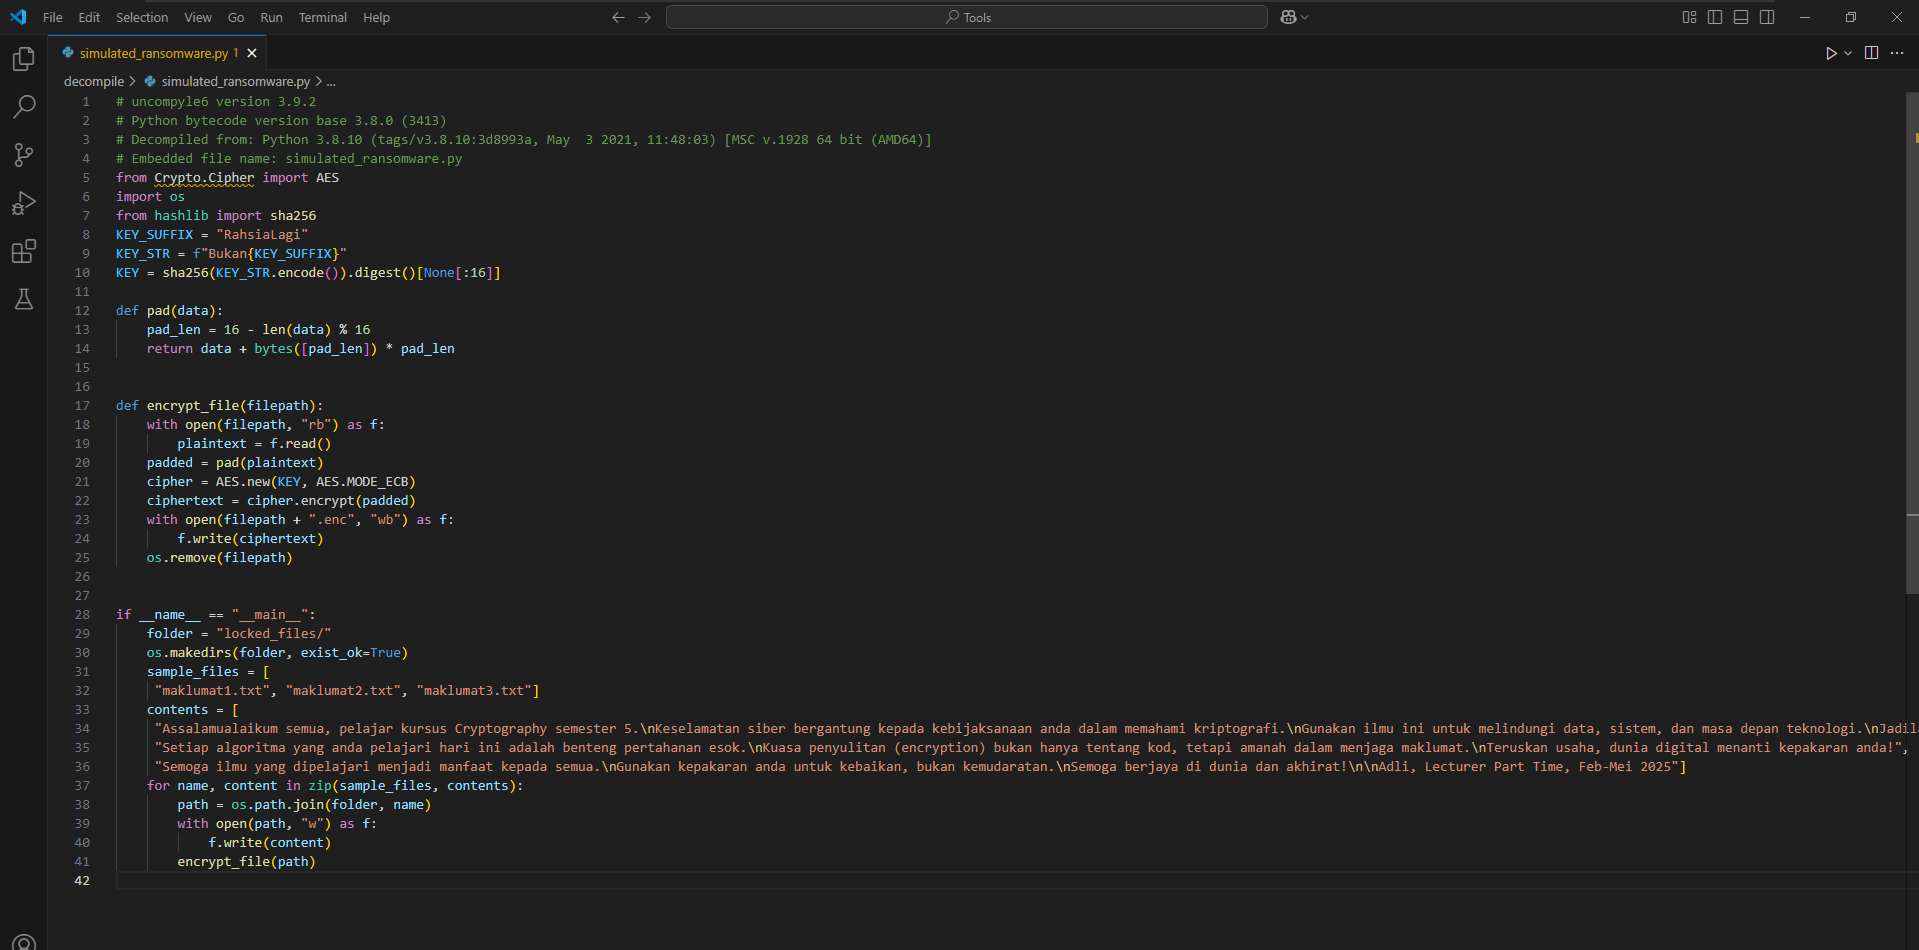 File Edit Selection View Go Run Terminal Help
Tools
simulated_ransomware.py 1
decompile > simulated_ransomware.py > ...
1 # uncompyle6 version 3.9.2
2 # Python bytecode version base 3.8.0 (3413)
3 # Decompiled from: Python 3.8.10 (tags/v3.8.10:3d8993a, May  3 2021, 11:48:03) [MSC v.1928 64 bit (AMD64)]
4 # Embedded file name: simulated_ransomware.py
5 from Crypto.Cipher import AES
6 import os
7 from hashlib import sha256
8 KEY_SUFFIX = "RahsiaLagi"
9 KEY_STR = f"Bukan{KEY_SUFFIX}"
10 KEY = sha256(KEY_STR.encode()).digest()[None[:16]]
11
12 def pad(data):
13     pad_len = 16 - len(data) % 16
14     return data + bytes([pad_len]) * pad_len
15
16
17 def encrypt_file(filepath):
18     with open(filepath, "rb") as f:
19         plaintext = f.read()
20     padded = pad(plaintext)
21     cipher = AES.new(KEY, AES.MODE_ECB)
22     ciphertext = cipher.encrypt(padded)
23     with open(filepath + ".enc", "wb") as f:
24         f.write(ciphertext)
25     os.remove(filepath)
26
27
28 if __name__ == "__main__":
29     folder = "locked_files/"
30     os.makedirs(folder, exist_ok=True)
31     sample_files = [
32      "maklumat1.txt", "maklumat2.txt", "maklumat3.txt"]
33     contents = [
34      "Assalamualaikum semua, pelajar kursus Cryptography semester 5.\nKeselamatan siber bergantung kepada kebijaksanaan anda dalam memahami kriptografi.\nGunakan ilmu ini untuk melindungi data, sistem, dan masa depan teknologi.\nJadil
35      "Setiap algoritma yang anda pelajari hari ini adalah benteng pertahanan esok.\nKuasa penyulitan (encryption) bukan hanya tentang kod, tetapi amanah dalam menjaga maklumat.\nTeruskan usaha, dunia digital menanti kepakaran anda!",
36      "Semoga ilmu yang dipelajari menjadi manfaat kepada semua.\nGunakan kepakaran anda untuk kebaikan, bukan kemudaratan.\nSemoga berjaya di dunia dan akhirat!\n\nAdli, Lecturer Part Time, Feb-Mei 2025"]
37     for name, content in zip(sample_files, contents):
38         path = os.path.join(folder, name)
39         with open(path, "w") as f:
40             f.write(content)
41         encrypt_file(path)
42